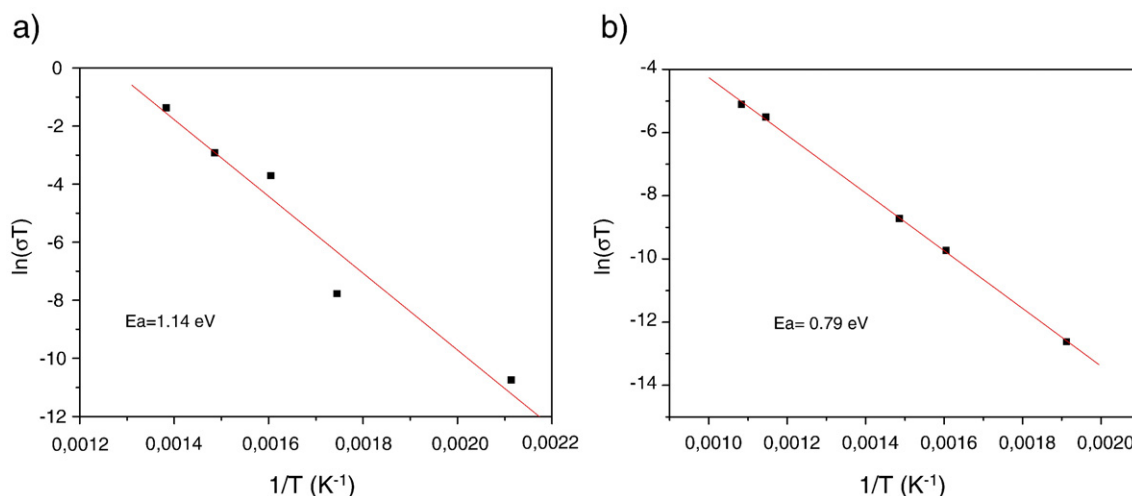 a)
0
-2
-4
-6
-8
-10
-12
ln(σT)
Ea=1.14 eV
0,0012 0,0014 0,0016 0,0018 0,0020 0,0022
1/T (K⁻¹)
b)
-4
-6
-8
-10
-12
-14
ln(σT)
Ea= 0.79 eV
0,0010 0,0012 0,0014 0,0016 0,0018 0,0020
1/T (K⁻¹)